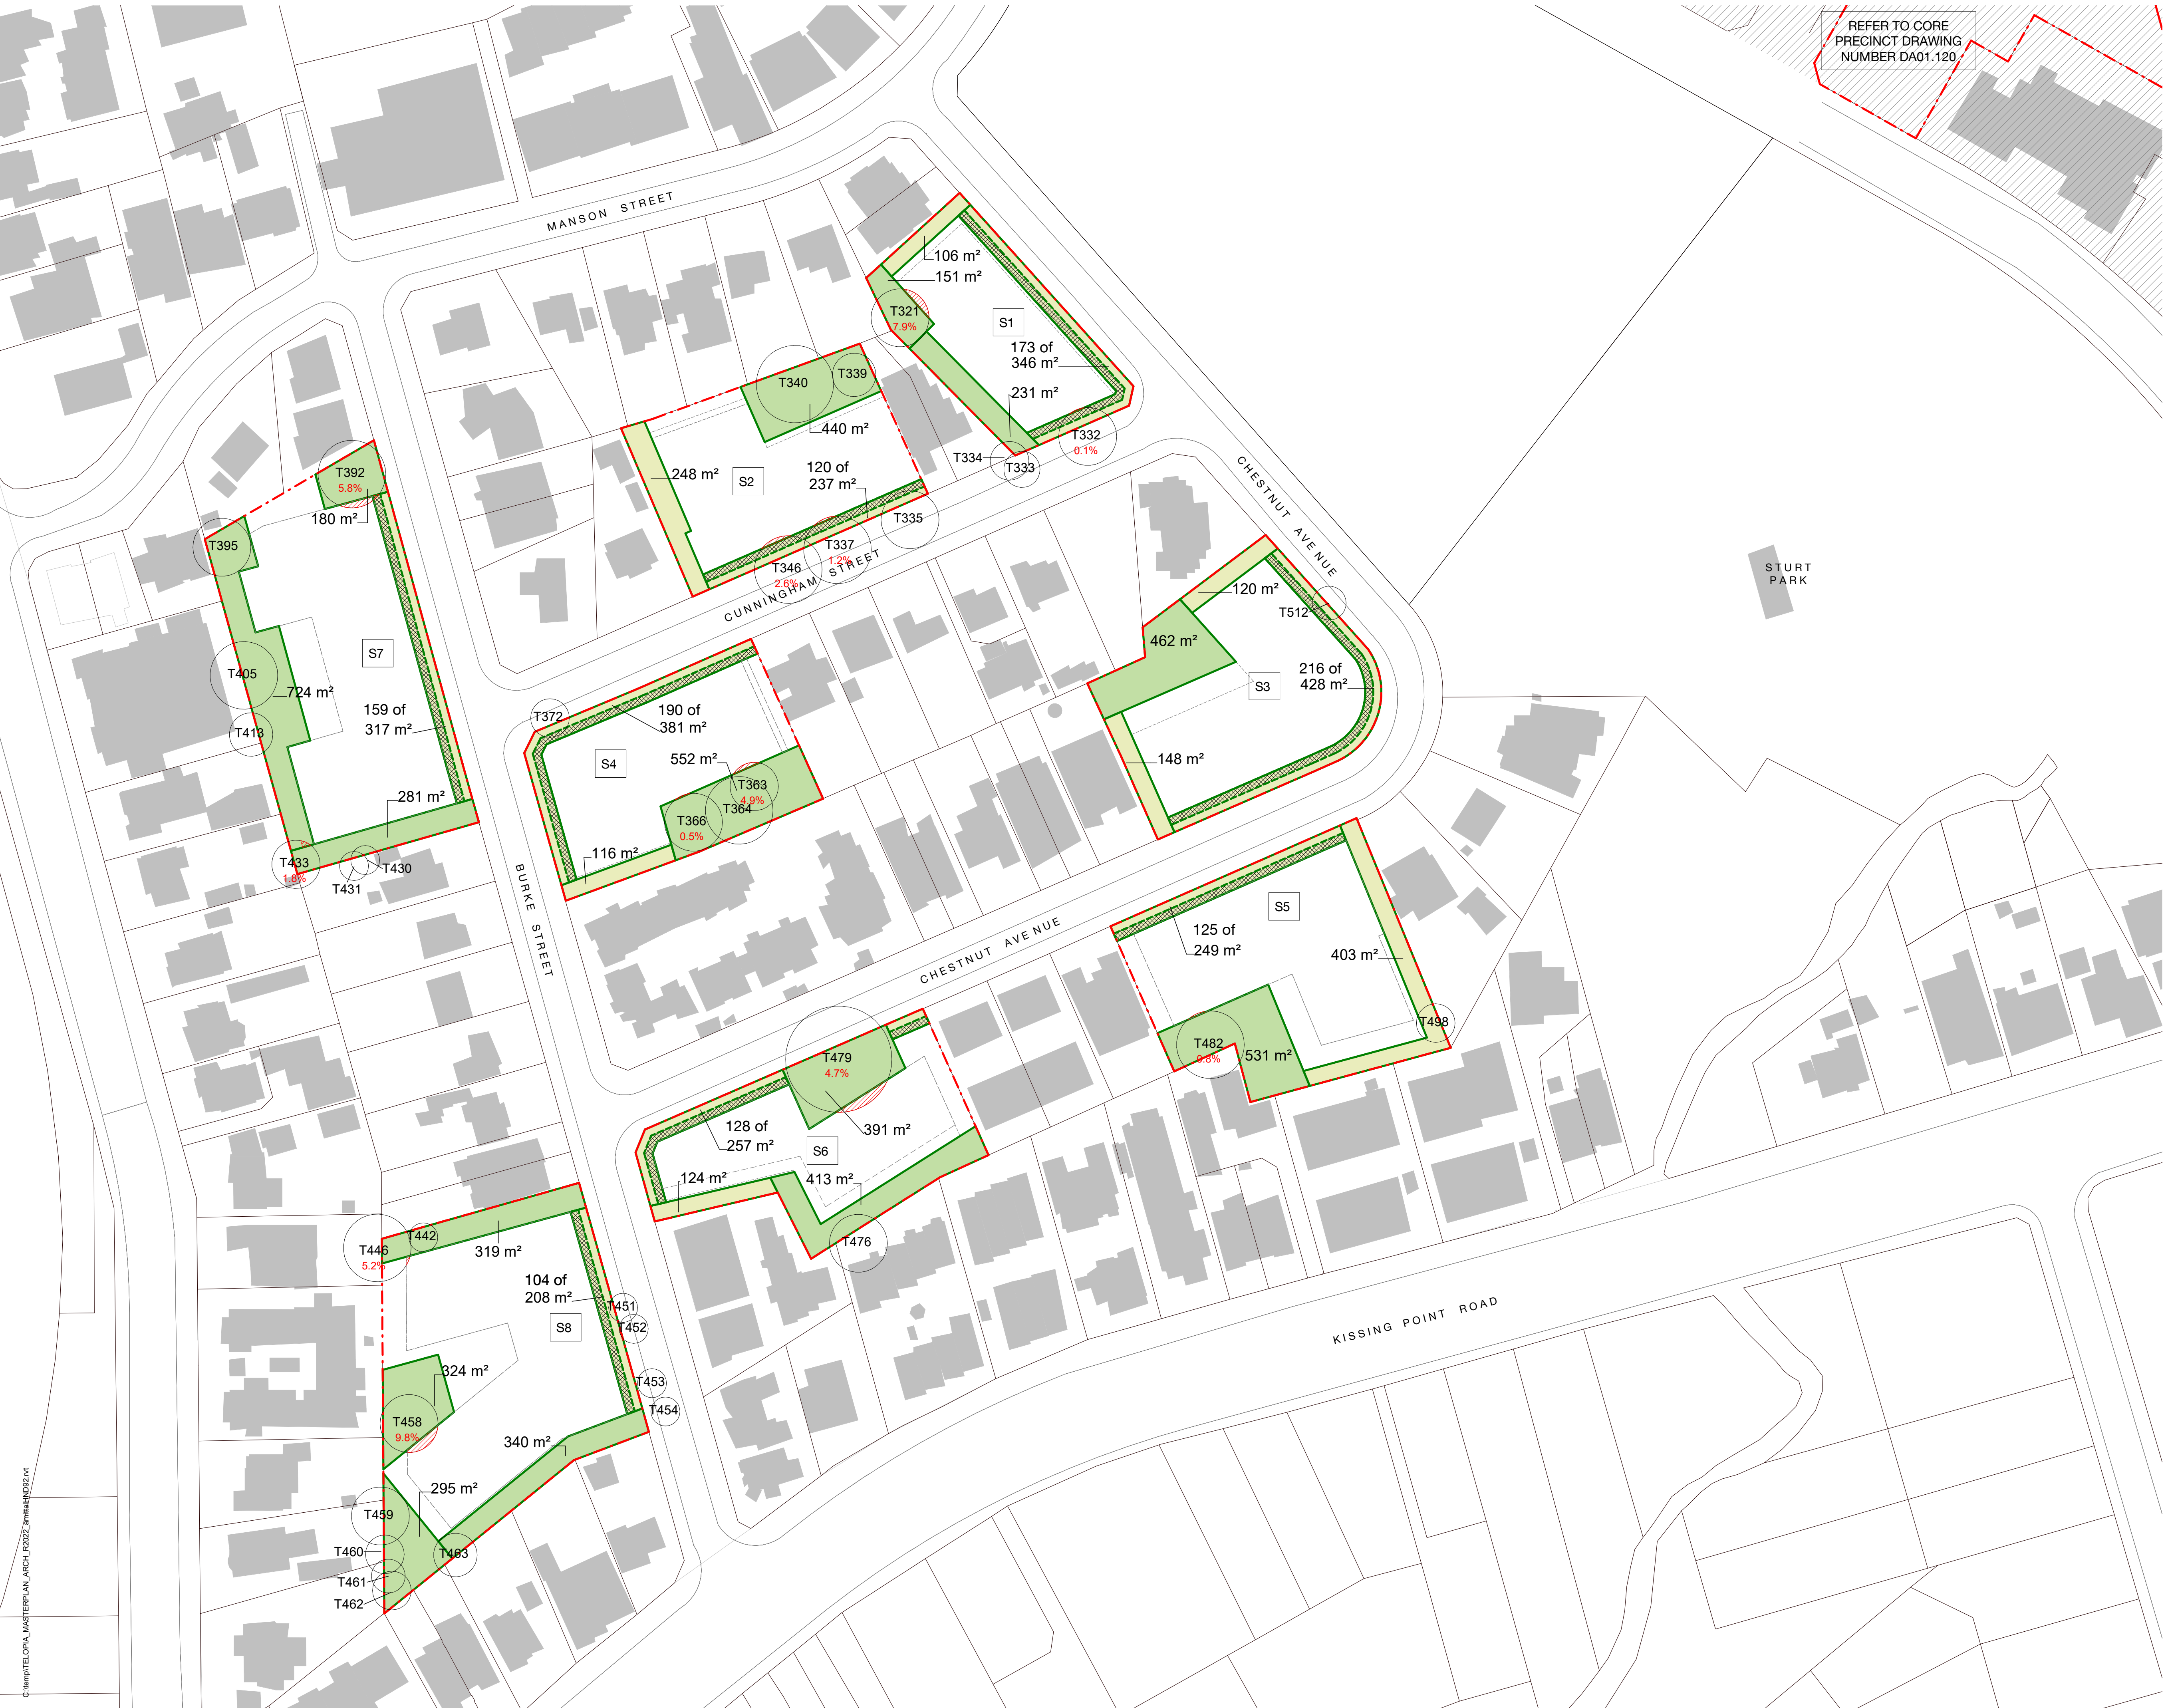 REFER TO CORE
PRECINCT DRAWING
NUMBER DA01.120
MANSON STREET
106 m²
151 m²
T321
7.9%
S1
173 of
346 m²
231 m²
T332
0.1%
T334
T333
T340
T339
440 m²
248 m²
S2
120 of
237 m²
T335
T337
1.2%
T346
2.6%
CUNNINGHAM STREET
CHESTNUT AVENUE
T392
5.8%
180 m²
T395
S7
T405
724 m²
T413
159 of
317 m²
281 m²
T433
1.8%
T431
T430
T372
190 of
381 m²
S4
552 m²
T363
4.9%
T364
T366
0.5%
116 m²
BURKE STREET
120 m²
T512
462 m²
S3
216 of
428 m²
148 m²
STURT
PARK
CHESTNUT AVENUE
S5
125 of
249 m²
403 m²
T498
T482
0.8%
531 m²
T479
4.7%
128 of
257 m²
391 m²
S6
124 m²
413 m²
T476
T446
5.2%
T442
319 m²
104 of
208 m²
S8
T451
T452
T453
T454
324 m²
T458
9.8%
340 m²
295 m²
T459
T460
T463
T461
T462
KISSING POINT ROAD